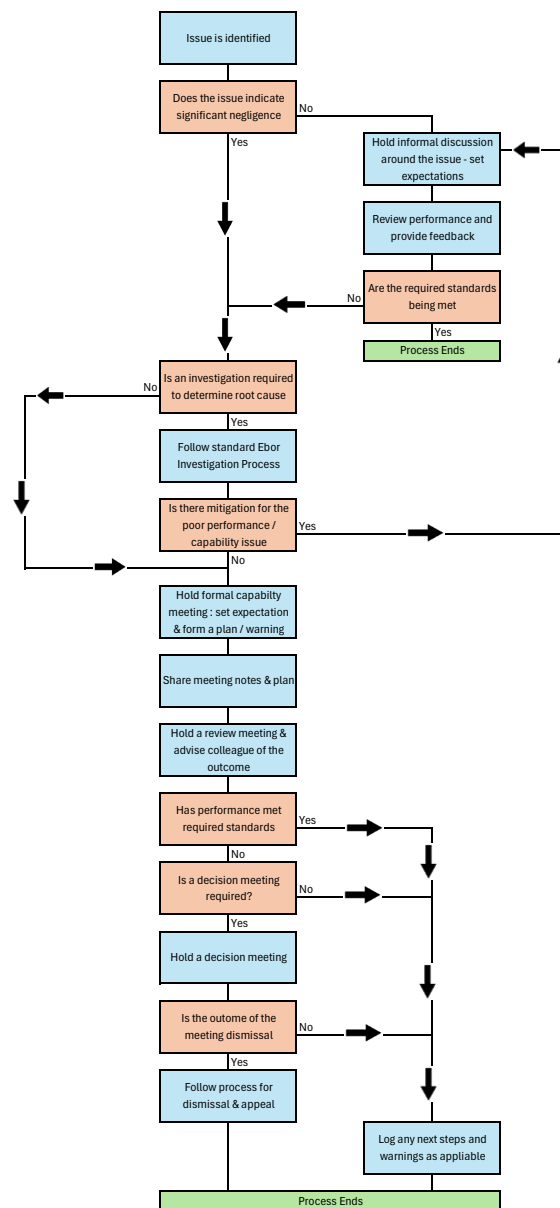 Issue is identified
Does the issue indicate
significant negligence
No
Yes
Hold informal discussion
around the issue - set
expectations
Review performance and
provide feedback
Are the required standards
being met
No
Yes
Process Ends
Is an investigation required
to determine root cause
No
Yes
Follow standard Ebor
Investigation Process
Is there mitigation for the
poor performance /
capability issue
Yes
No
Hold formal capabilty
meeting : set expectation
& form a plan / warning
Share meeting notes & plan
Hold a review meeting &
advise colleague of the
outcome
Has performance met
required standards
Yes
No
Is a decision meeting
required?
No
Yes
Hold a decision meeting
Is the outome of the
meeting dismissal
No
Yes
Follow process for
dismissal & appeal
Log any next steps and
warnings as appliable
Process Ends